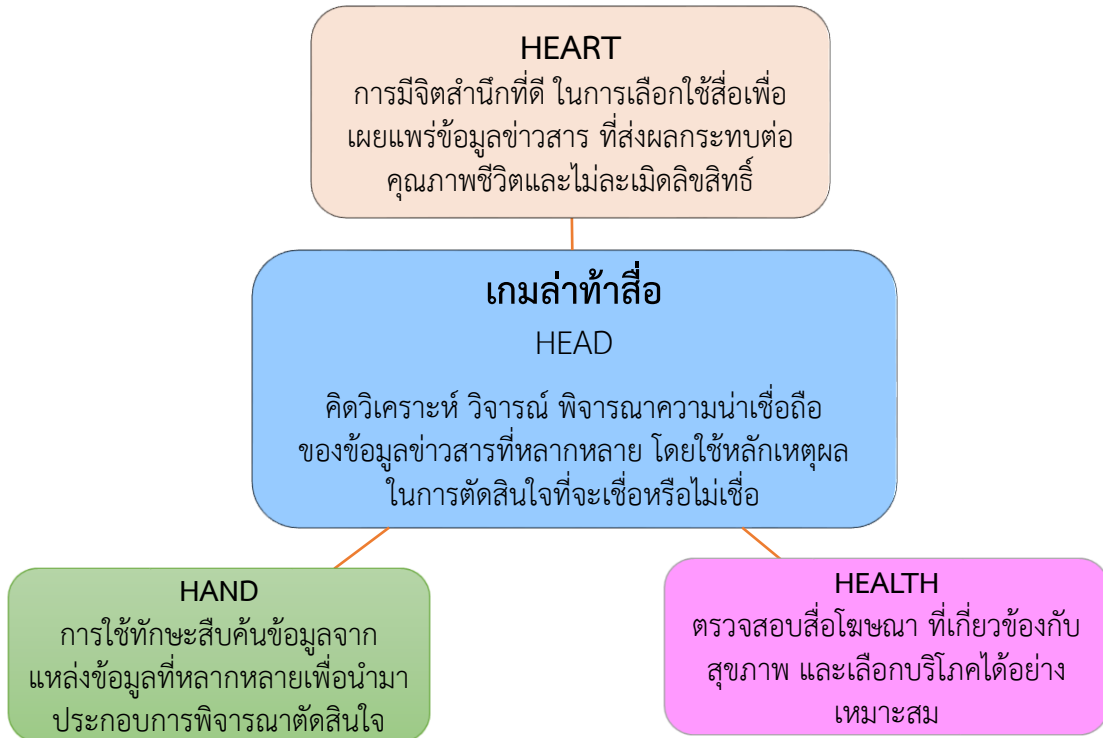 HEART
การมีจิตสำนึกที่ดี ในการเลือกใช้สื่อเพื่อ
เผยแพร่ข้อมูลข่าวสาร ที่ส่งผลกระทบต่อ
คุณภาพชีวิตและไม่ละเมิดลิขสิทธิ์
เกมล่าท้าสื่อ
HEAD
คิดวิเคราะห์ วิจารณ์ พิจารณาความน่าเชื่อถือ
ของข้อมูลข่าวสารที่หลากหลาย โดยใช้หลักเหตุผล
ในการตัดสินใจที่จะเชื่อหรือไม่เชื่อ
HAND
การใช้ทักษะสืบค้นข้อมูลจาก
แหล่งข้อมูลที่หลากหลายเพื่อนำมา
ประกอบการพิจารณาตัดสินใจ
HEALTH
ตรวจสอบสื่อโฆษณา ที่เกี่ยวข้องกับ
สุขภาพ และเลือกบริโภคได้อย่าง
เหมาะสม